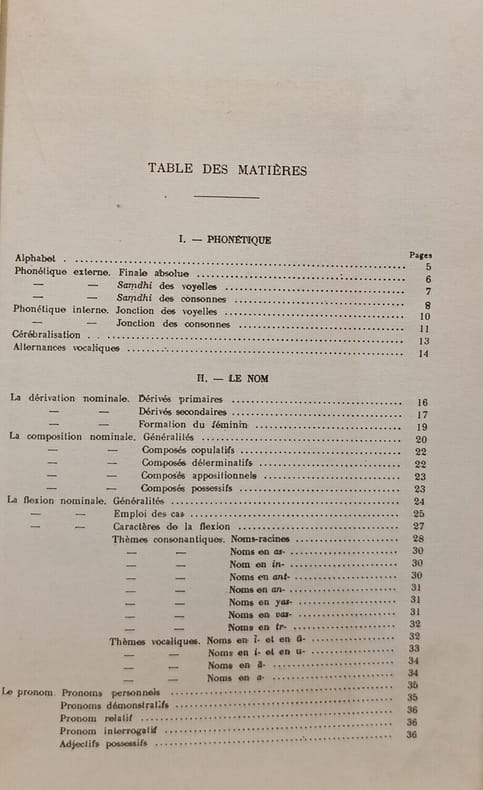 TABLE DES MATIÈRES
I. — PHONÉTIQUE
Pages
Alphabet . .......... 5
Phonétique externe. Finale absolue .......... 6
— — Saṃdhi des voyelles .......... 7
— — Saṃdhi des consonnes .......... 8
Phonétique interne. Jonction des voyelles .......... 10
— — Jonction des consonnes .......... 11
Cérébralisation . .......... 13
Alternances vocaliques .......... 14
II. — LE NOM
La dérivation nominale. Dérivés primaires .......... 16
— — Dérivés secondaires .......... 17
— — Formation du féminin .......... 19
La composition nominale. Généralités .......... 20
— — Composés copulatifs .......... 22
— — Composés déterminatifs .......... 22
— — Composés appositionnels .......... 23
— — Composés possessifs .......... 23
La flexion nominale. Généralités .......... 24
— — Emploi des cas .......... 25
— — Caractères de la flexion .......... 27
Thèmes consonantiques. Noms-racines .......... 28
— — Noms en as- .......... 30
— — Nom en in- .......... 30
— — Noms en ant- .......... 30
— — Noms en an- .......... 31
— — Noms en yas- .......... 31
— — Noms en vas- .......... 31
— — Noms en tr- .......... 32
Thèmes vocaliques. Noms en ī- et en ū- .......... 32
— — Noms en i- et en u- .......... 33
— — Noms en ā- .......... 34
— — Noms en a- .......... 34
Le pronom. Pronoms personnels .......... 35
Pronoms démonstratifs .......... 35
Pronom relatif .......... 36
Pronom interrogatif .......... 36
Adjectifs possessifs .......... 36